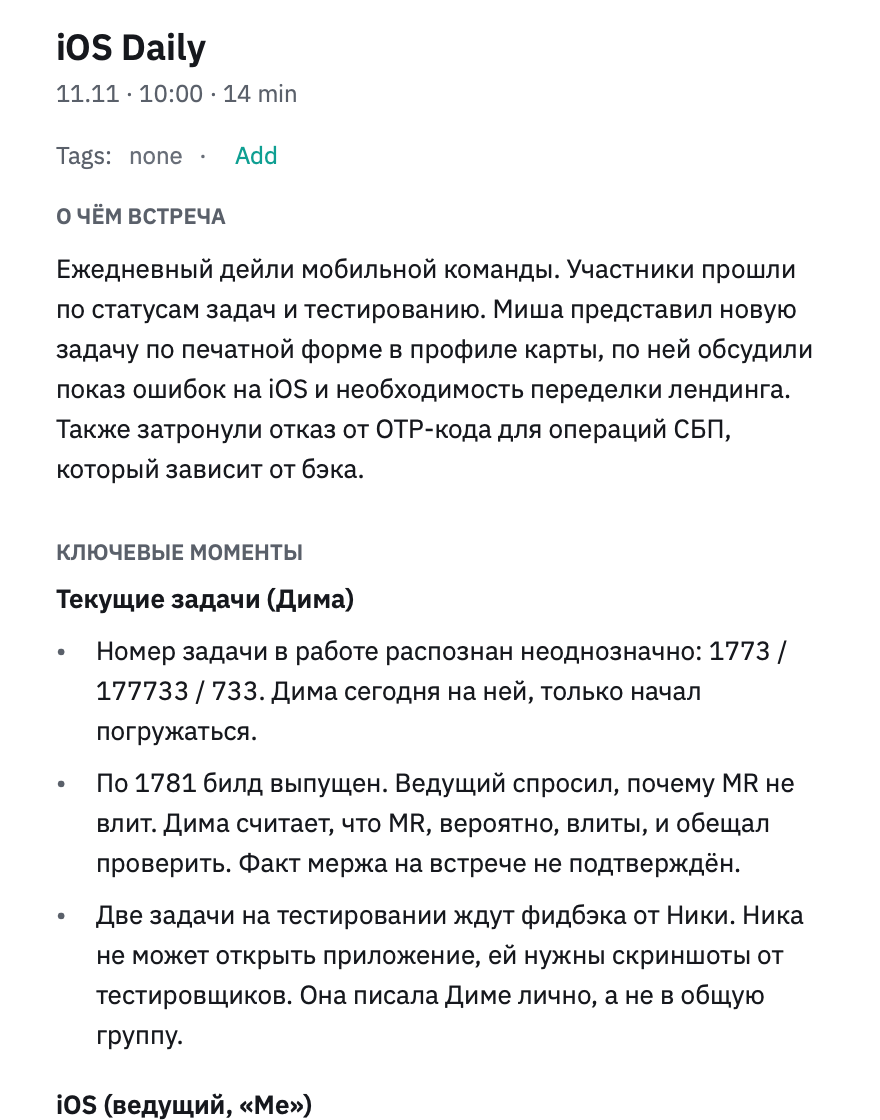 iOS Daily
11.11 · 10:00 · 14 min
Tags: none · Add
О ЧЁМ ВСТРЕЧА
Ежедневный дейли мобильной команды. Участники прошли
по статусам задач и тестированию. Миша представил новую
задачу по печатной форме в профиле карты, по ней обсудили
показ ошибок на iOS и необходимость переделки лендинга.
Также затронули отказ от OTP-кода для операций СБП,
который зависит от бэка.
КЛЮЧЕВЫЕ МОМЕНТЫ
Текущие задачи (Дима)
• Номер задачи в работе распознан неоднозначно: 1773 /
177733 / 733. Дима сегодня на ней, только начал
погружаться.
• По 1781 билд выпущен. Ведущий спросил, почему MR не
влит. Дима считает, что MR, вероятно, влиты, и обещал
проверить. Факт мержа на встрече не подтверждён.
• Две задачи на тестировании ждут фидбэка от Ники. Ника
не может открыть приложение, ей нужны скриншоты от
тестировщиков. Она писала Диме лично, а не в общую
группу.
iOS (ведущий, «Me»)